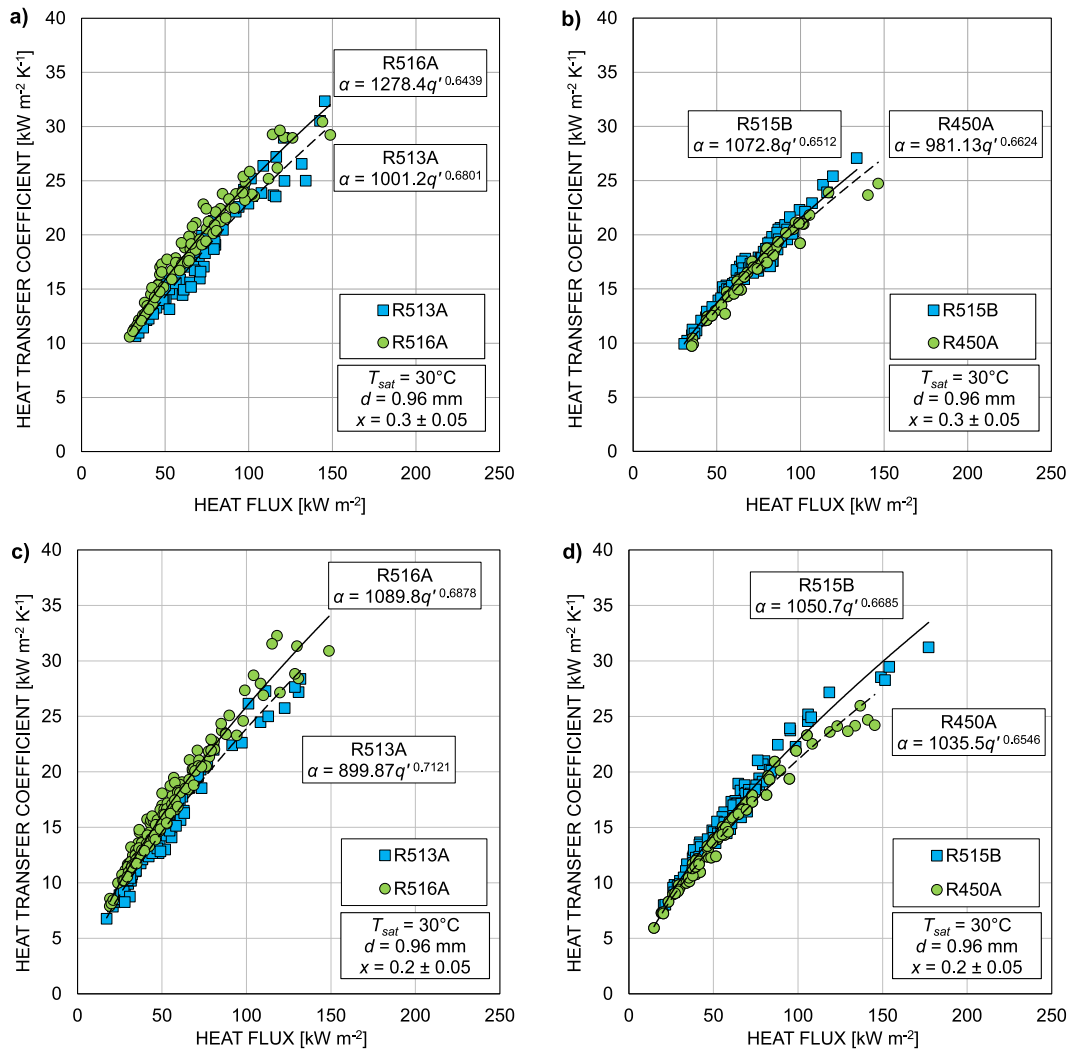 a)
HEAT TRANSFER COEFFICIENT [kW m⁻² K⁻¹]
40
35
30
25
20
15
10
5
0
R516A
α = 1278.4q' ⁰·⁶⁴³⁹
R513A
α = 1001.2q' ⁰·⁶⁸⁰¹
R513A
R516A
T_sat = 30°C
d = 0.96 mm
x = 0.3 ± 0.05
0 50 100 150 200 250
HEAT FLUX [kW m⁻²]
b)
HEAT TRANSFER COEFFICIENT [kW m⁻² K⁻¹]
40
35
30
25
20
15
10
5
0
R515B
α = 1072.8q' ⁰·⁶⁵¹²
R450A
α = 981.13q' ⁰·⁶⁶²⁴
R515B
R450A
T_sat = 30°C
d = 0.96 mm
x = 0.3 ± 0.05
0 50 100 150 200 250
HEAT FLUX [kW m⁻²]
c)
HEAT TRANSFER COEFFICIENT [kW m⁻² K⁻¹]
40
35
30
25
20
15
10
5
0
R516A
α = 1089.8q' ⁰·⁶⁸⁷⁸
R513A
α = 899.87q' ⁰·⁷¹²¹
R513A
R516A
T_sat = 30°C
d = 0.96 mm
x = 0.2 ± 0.05
0 50 100 150 200 250
HEAT FLUX [kW m⁻²]
d)
HEAT TRANSFER COEFFICIENT [kW m⁻² K⁻¹]
40
35
30
25
20
15
10
5
0
R515B
α = 1050.7q' ⁰·⁶⁶⁸⁵
R450A
α = 1035.5q' ⁰·⁶⁵⁴⁶
R515B
R450A
T_sat = 30°C
d = 0.96 mm
x = 0.2 ± 0.05
0 50 100 150 200 250
HEAT FLUX [kW m⁻²]